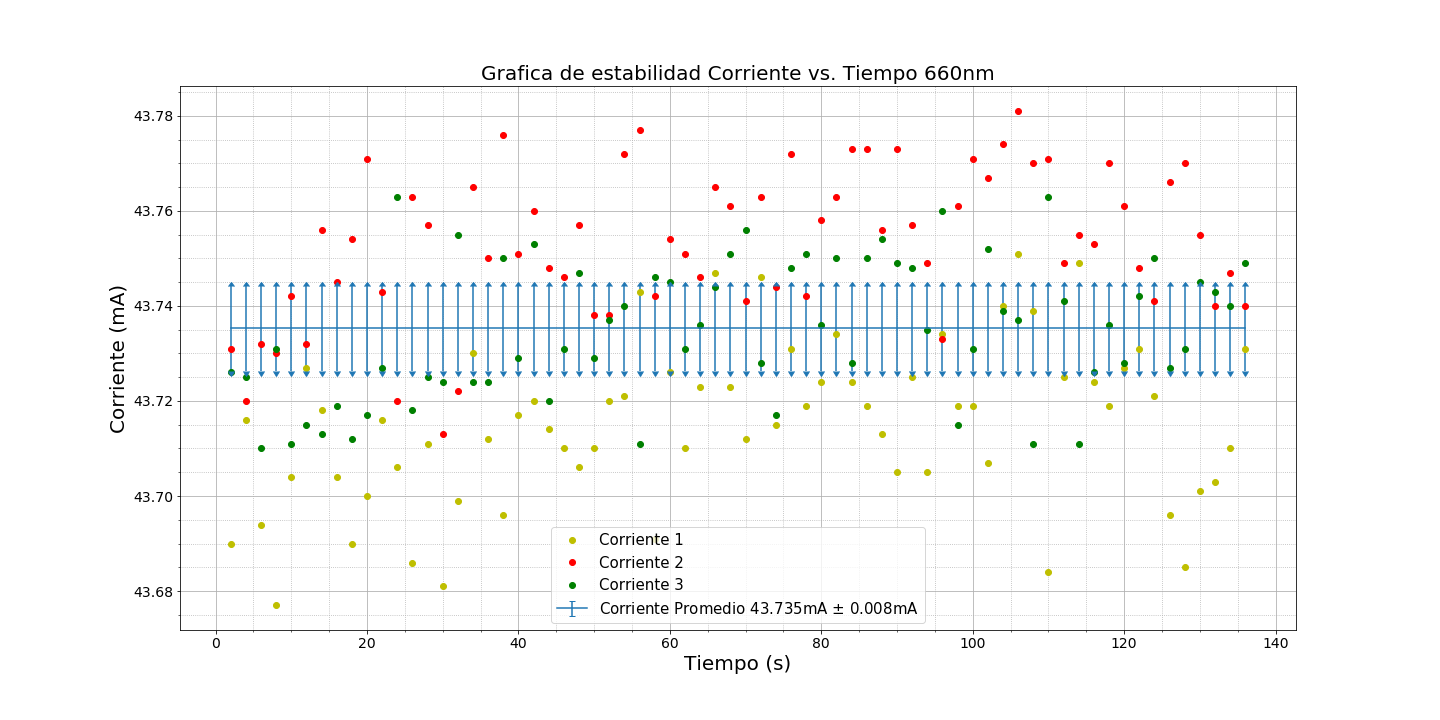 Grafica de estabilidad Corriente vs. Tiempo 660nm
Corriente (mA)
43.78
43.76
43.74
43.72
43.70
43.68
Corriente 1
Corriente 2
Corriente 3
Corriente Promedio 43.735mA ± 0.008mA
0 20 40 60 80 100 120 140
Tiempo (s)